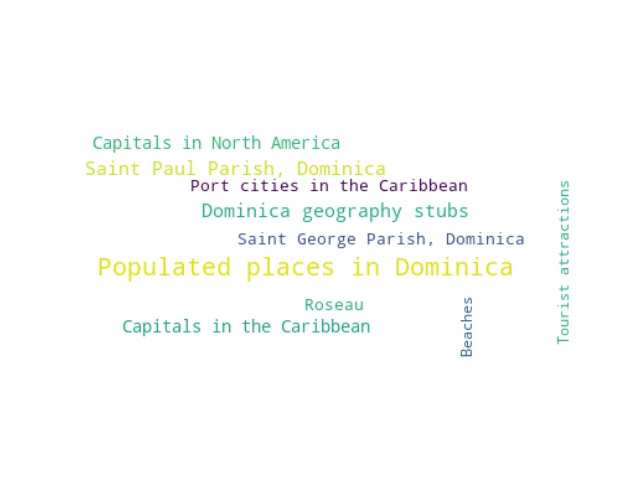 Capitals in North America
Saint Paul Parish, Dominica
Port cities in the Caribbean
Dominica geography stubs
Saint George Parish, Dominica
Populated places in Dominica
Roseau
Capitals in the Caribbean
Beaches
Tourist attractions